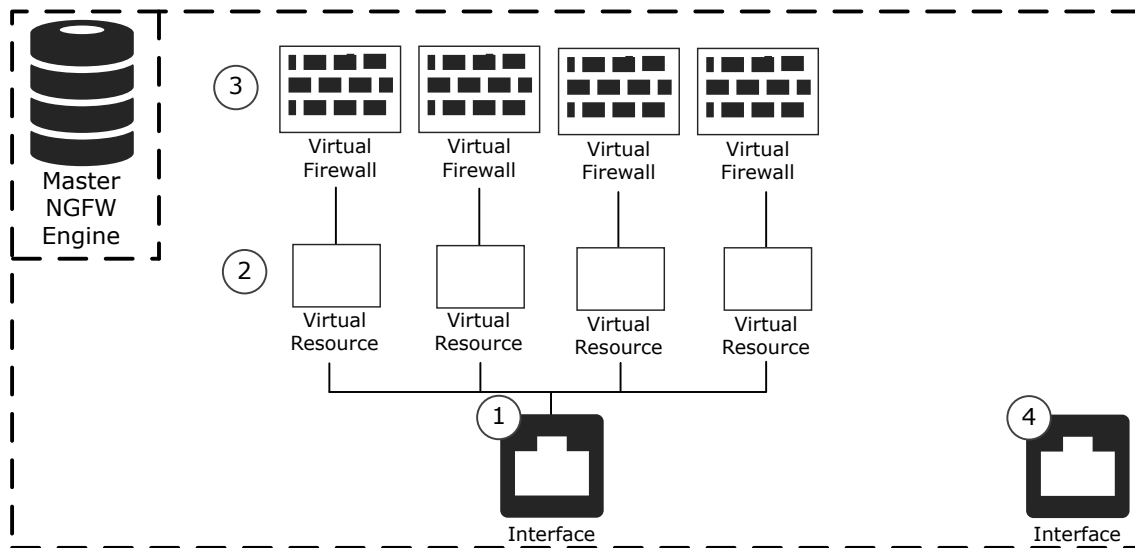 Master
NGFW
Engine
3
Virtual
Firewall
Virtual
Firewall
Virtual
Firewall
Virtual
Firewall
2
Virtual
Resource
Virtual
Resource
Virtual
Resource
Virtual
Resource
1
Interface
4
Interface